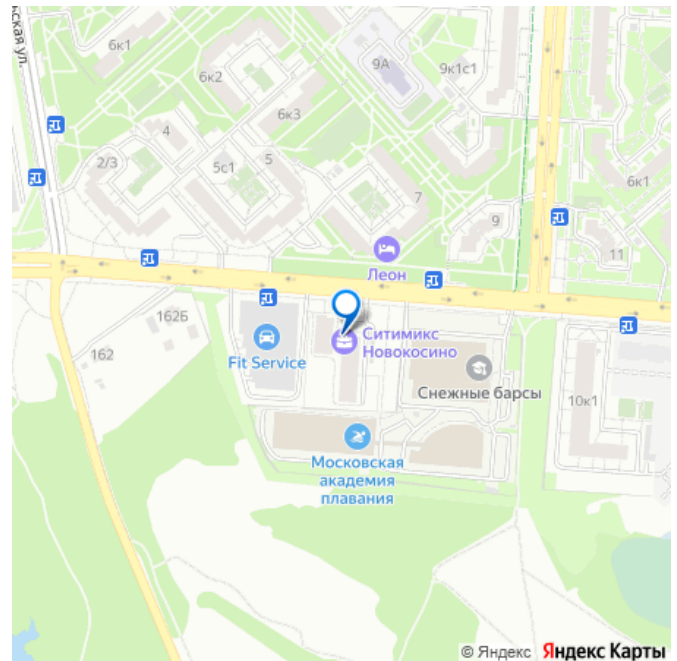 ьская ул.
6к1
6к2
9А
9к1с1
6к3
4
2/3
5с1
5
7
6к1
9
11
Леон
162Б
162
Fit Service
Ситимикс
Новокосино
Снежные барсы
10к1
Московская
академия
плавания
© Яндекс Яндекс Карты